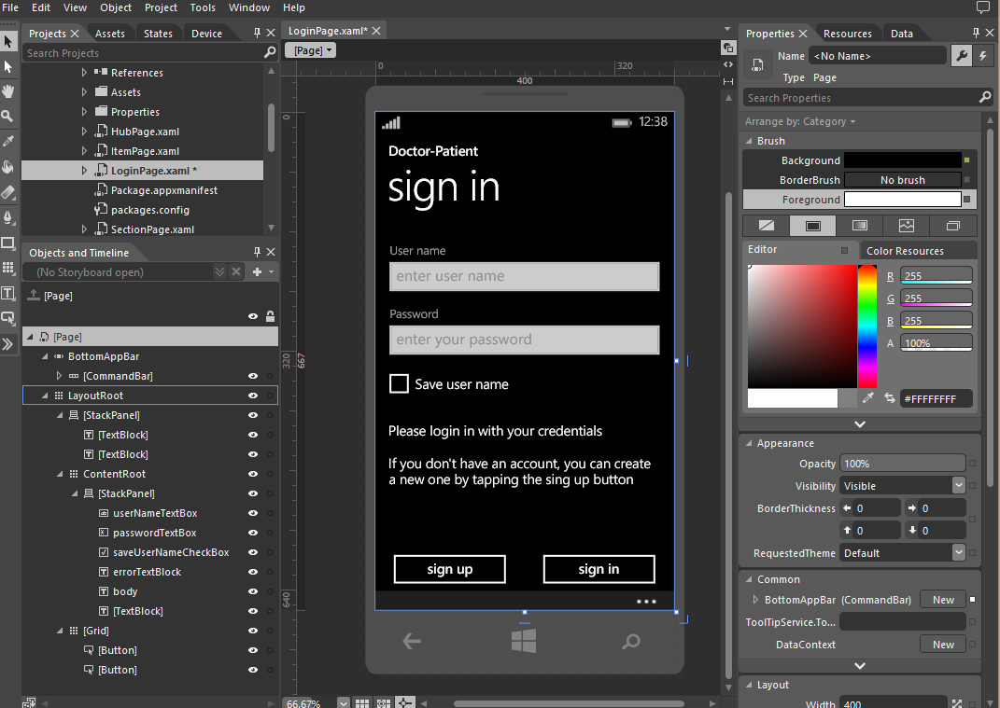 File Edit View Object Project Tools Window Help
Projects Assets States Device
Search Projects
References
Assets
Properties
HubPage.xaml
ItemPage.xaml
LoginPage.xaml *
Package.appxmanifest
packages.config
SectionPage.xaml
Objects and Timeline
(No Storyboard open)
[Page]
[Page]
BottomAppBar
[CommandBar]
LayoutRoot
[StackPanel]
[TextBlock]
[TextBlock]
ContentRoot
[StackPanel]
userNameTextBox
passwordTextBox
saveUserNameCheckBox
errorTextBlock
body
[TextBlock]
[Grid]
[Button]
[Button]
LoginPage.xaml*
[Page]
0 320
400
0
320
667
640
12:38
Doctor-Patient
sign in
User name
enter user name
Password
enter your password
Save user name
Please login in with your credentials
If you don't have an account, you can create
a new one by tapping the sing up button
sign up sign in
66.67%
Properties Resources Data
Name <No Name>
Type Page
Search Properties
Arrange by: Category
Brush
Background
BorderBrush No brush
Foreground
Editor Color Resources
R 255
G 255
B 255
A 100%
#FFFFFFFF
Appearance
Opacity 100%
Visibility Visible
BorderThickness 0 0
0 0
RequestedTheme Default
Common
BottomAppBar (CommandBar) New
ToolTipService.To...
DataContext New
Layout
Width 400